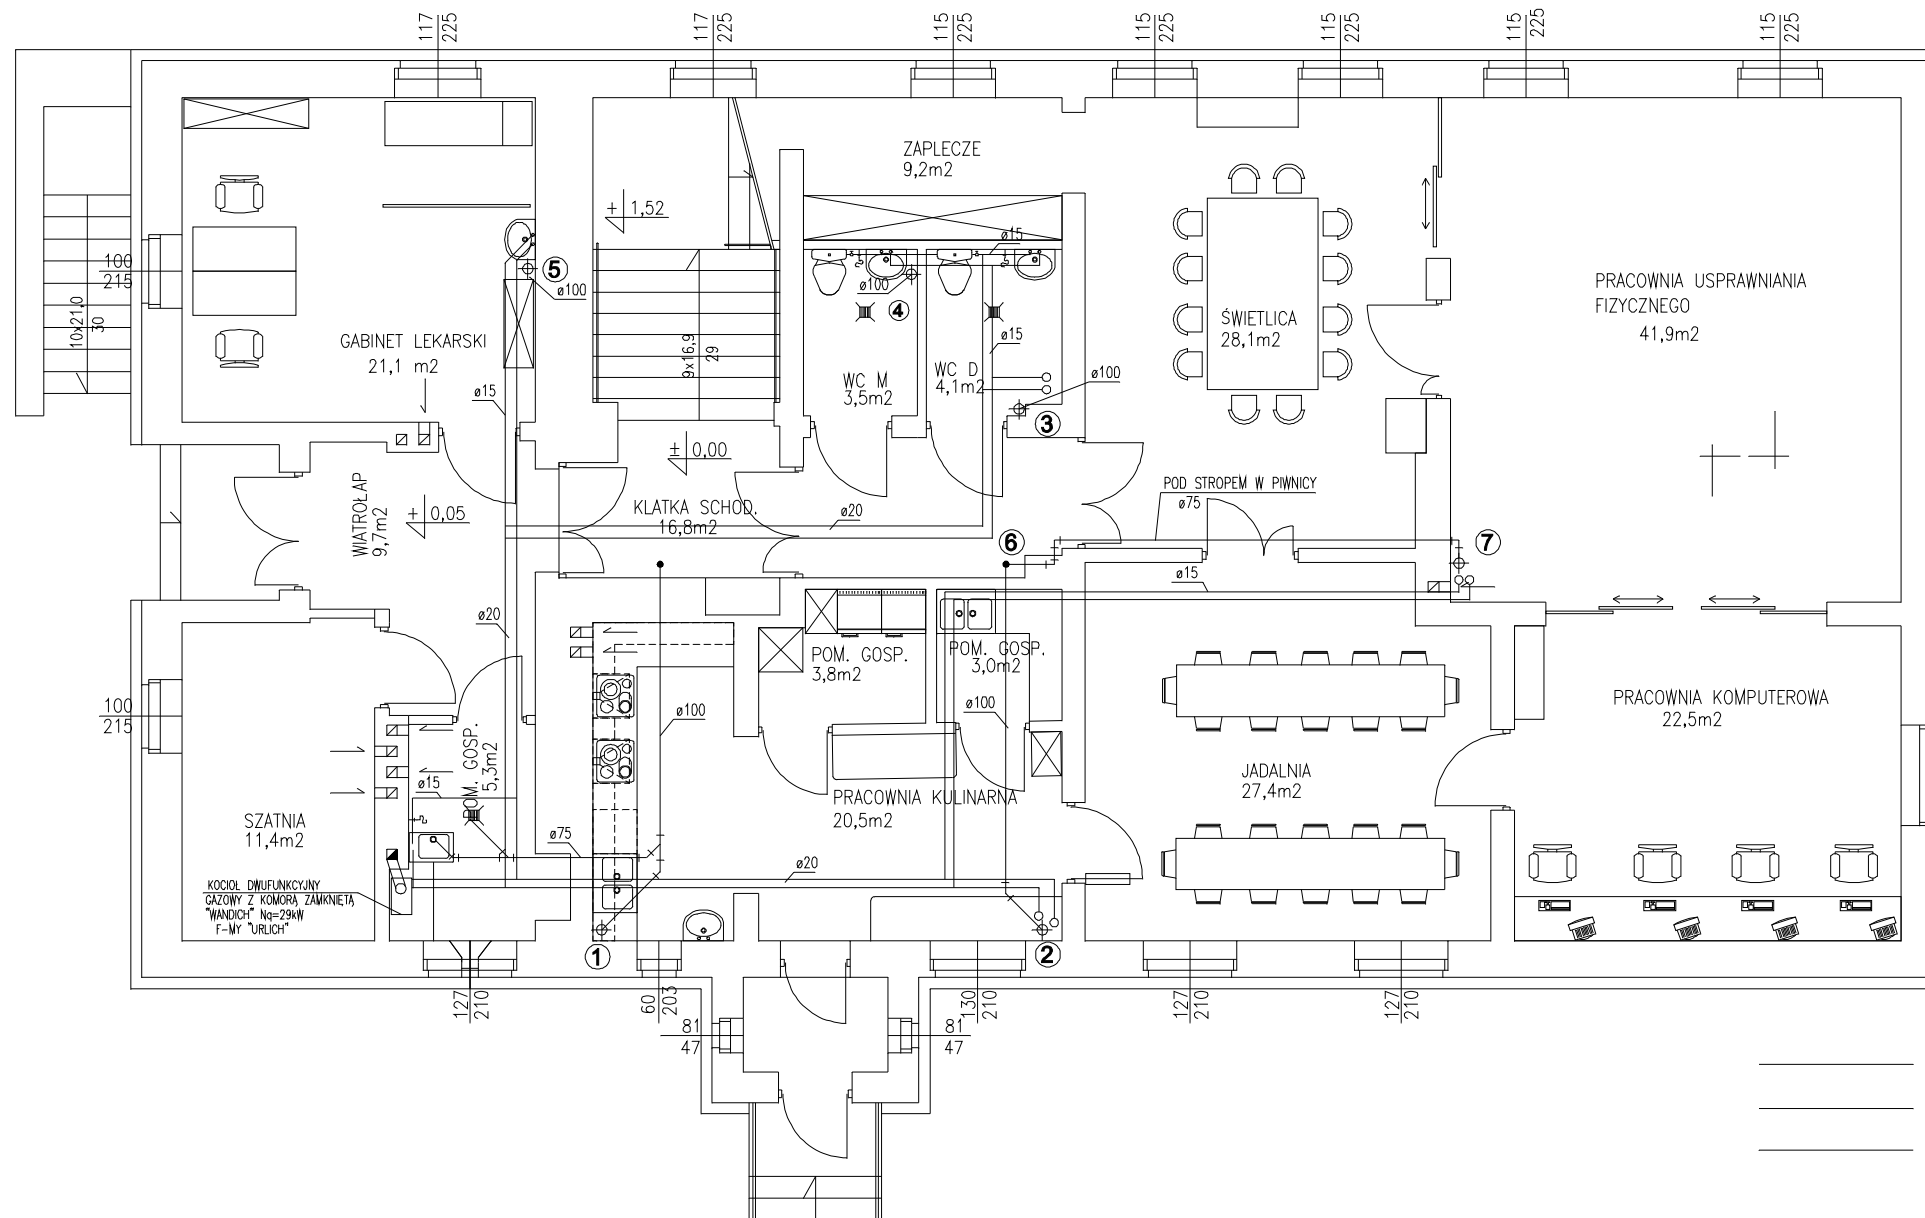 117
225
117
225
115
225
115
225
115
225
115
225
115
225
ZAPLECZE
9,2m2
+ 1,52
ø15
100
215
5
ø100
ø100
4
10x21,0
30
GABINET LEKARSKI
21,1 m2
9x16,9
29
ø15
ŚWIETLICA
28,1m2
PRACOWNIA USPRAWNIANIA
FIZYCZNEGO
41,9m2
WC M
3,5m2
WC D
4,1m2
ø100
ø15
3
± 0,00
WIATROŁAP
9,7m2
+ 0,05
KLATKA SCHOD.
16,8m2
ø20
POD STROPEM W PIWNICY
ø75
6
7
ø15
ø20
POM. GOSP.
3,8m2
POM. GOSP.
3,0m2
100
215
ø100
ø100
PRACOWNIA KOMPUTEROWA
22,5m2
POM. GOSP.
5,3m2
ø15
JADALNIA
27,4m2
PRACOWNIA KULINARNA
20,5m2
SZATNIA
11,4m2
ø75
ø20
KOCIOŁ DWUFUNKCYJNY
GAZOWY Z KOMORĄ ZAMKNIĘTĄ
"WANDICH" Nq=29kW
F-MY "URLICH"
1
2
127
210
60
203
130
210
127
210
127
210
81
47
81
47